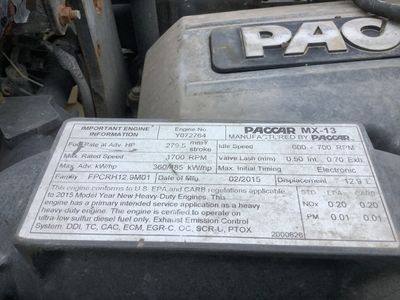 PAC
IMPORTANT ENGINE INFORMATION
Engine No. Y072764
PACCAR MX-13
MANUFACTURED BY PACCAR
Fuel Rate at Adv. HP 279.5 mm³ stroke
Idle Speed 600 - 700 RPM
Max. Rated Speed 1700 RPM
Valve Lash (mm) 0.50 Int 0.70 Exh
Max. Adv. kW/hp 360/485 kW/hp
Initial Timing Electronic
Family FPCRH12.9M01
Date of Mfg. 02/2015
Displacement 12.9 L
This engine conforms to U.S. EPA and CARB regulations applicable
to 2015 Model Year New Heavy-Duty Engines. This
engine has a primary intended service application as a heavy
heavy-duty engine. The engine is certified to operate on
ultra-low sulfur diesel fuel only. Exhaust Emission Control
System: DDI, TC, CAC, ECM, EGR-C, OC, SCR-U, PTOX
NOx 0.20 0.20
PM 0.01 0.01
2000826